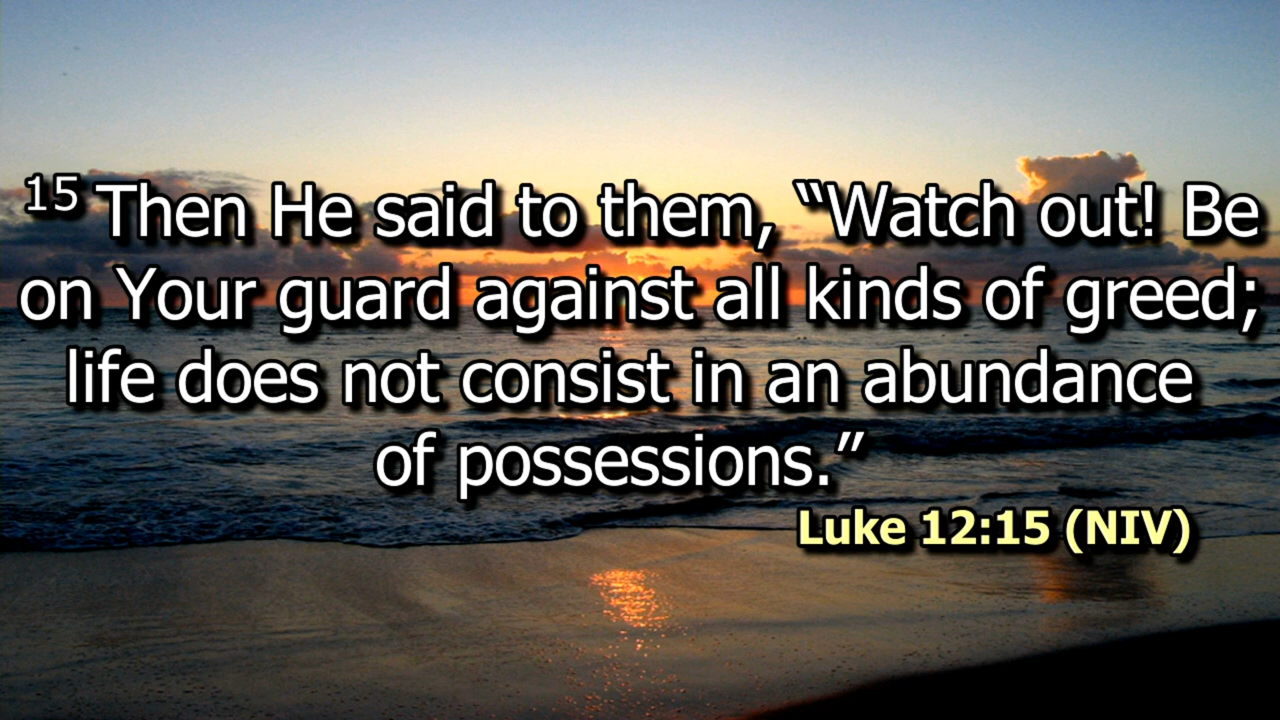 15 Then He said to them, “Watch out! Be
on Your guard against all kinds of greed;
life does not consist in an abundance
of possessions.”
Luke 12:15 (NIV)